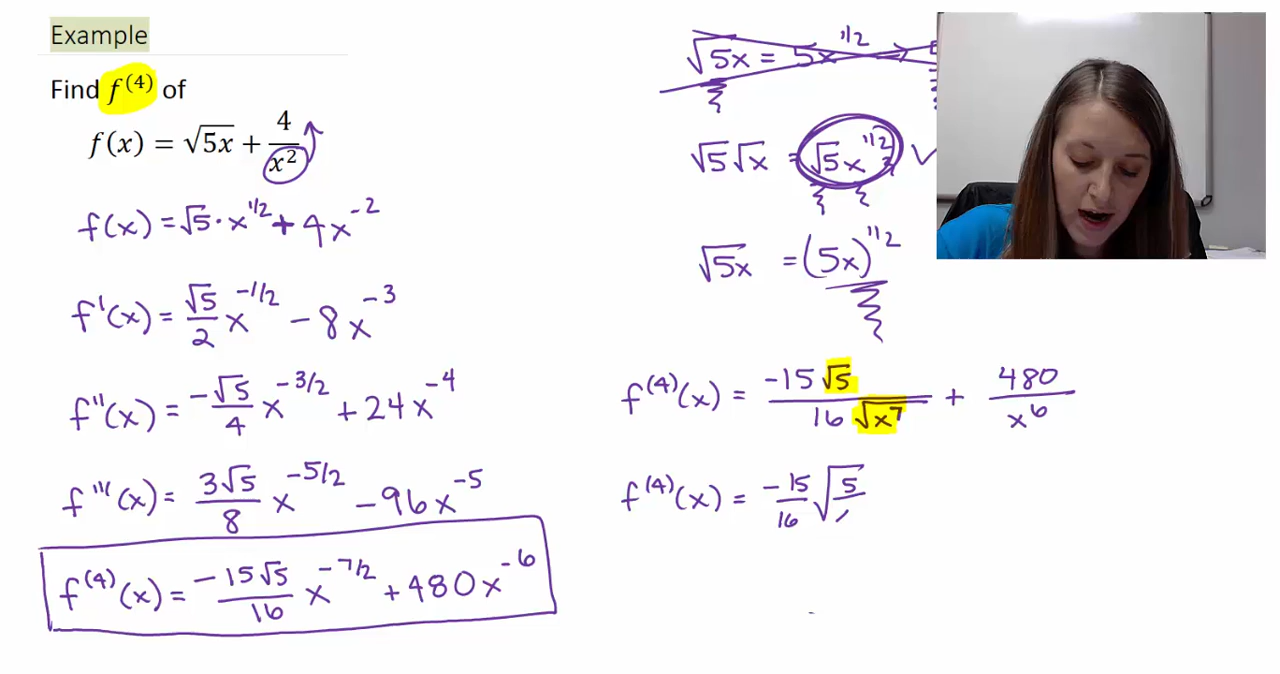 Example
Find f^(4) of
f(x) = √5x + 4/x²
f(x) = √5 · x^1/2 + 4x^-2
f'(x) = √5/2 x^-1/2 - 8x^-3
f''(x) = -√5/4 x^-3/2 + 24x^-4
f'''(x) = 3√5/8 x^-5/2 - 96x^-5
f^(4)(x) = -15√5/16 x^-7/2 + 480x^-6
√5x = 5x^1/2
√5√x = √5x^1/2 ✓
√5x = (5x)^1/2
f^(4)(x) = -15√5/16√x^7 + 480/x^6
f^(4)(x) = -15/16 √5/